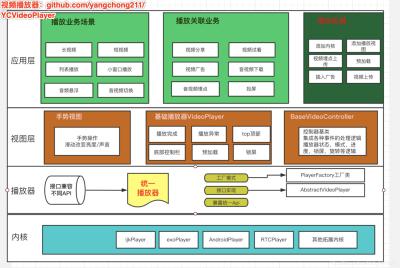 视频播放器：github.com/yangchong211/
YCVideoPlayer
应用层
播放业务场景
长视频
短视频
列表播放
小窗口播放
音频悬浮
音视频切换
播放关联业务
视频分享
视频试看
视频广告
音视频下载
音视频埋点
投屏
添加内核
添加播放视图
视频埋点上传
预加载
插入广告
视频上传
视图层
手势视图
手势操作
滑动改变亮度/声音
基础播放器VideoPlayer
播放完成
播放异常
top顶部
底部控制栏
预加载
锁屏
BaseVideoController
控制器基类
集成各种事件的处理逻辑
播放器状态、模式、进
度、锁屏、旋转等逻辑
播放器
接口兼容
不同API
统一
播放器
工厂模式
接口实现
暴露统一Api
PlayerFactory工厂类
AbstractVideoPlayer
内核
ijkPlayer
exoPlayer
AndroidPlayer
RTCPlayer
其他拓展内核